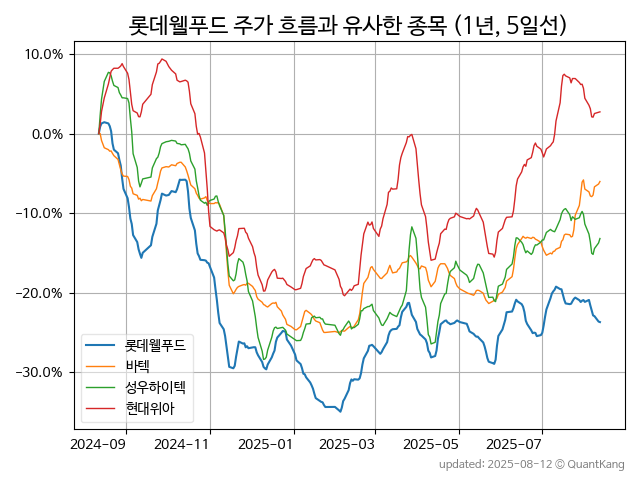 롯데웰푸드 주가 흐름과 유사한 종목 (1년, 5일선)
10.0%
0.0%
−10.0%
−20.0%
−30.0%
롯데웰푸드
바텍
성우하이텍
현대위아
2024-09 2024-11 2025-01 2025-03 2025-05 2025-07
updated: 2025-08-12 © QuantKang